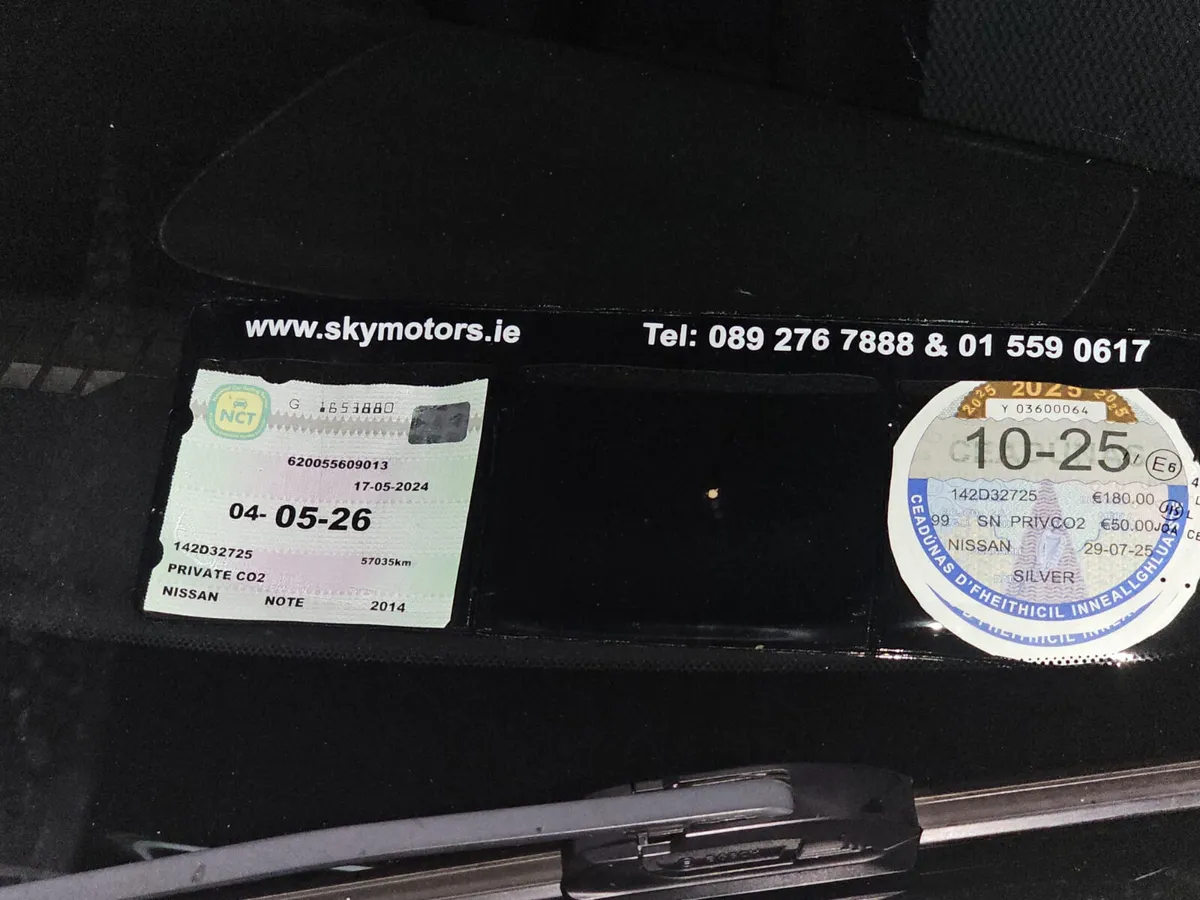 www.skymotors.ie
Tel: 089 276 7888 & 01 559 0617
NCT
G 1653880
620055609013
17-05-2024
04- 05-26
142D32725
57035km
PRIVATE CO2
NISSAN NOTE 2014
2025 2025 2025
Y 03600064
10-25
E6
142D32725 €180.00
99 SN PRIVCO2 €50.00
NISSAN 29-07-25
SILVER
CEADÚNAS D'FHEITHICIL INNEALLGHLUAIS